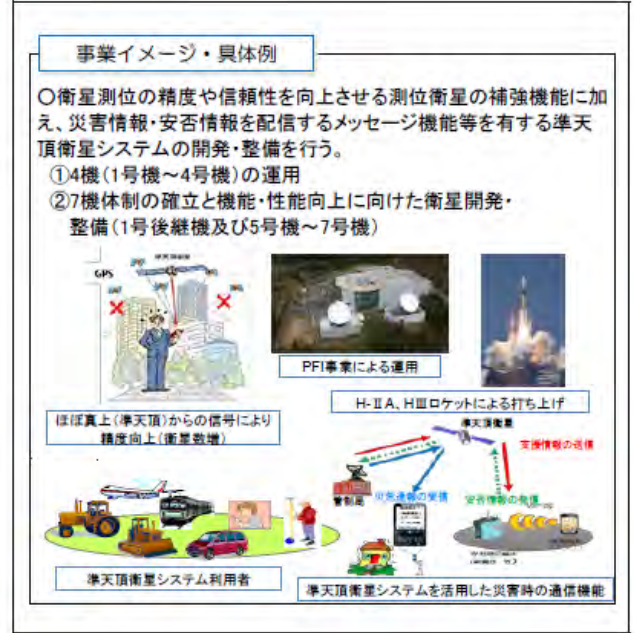 事業イメージ・具体例
〇衛星測位の精度や信頼性を向上させる測位衛星の補強機能に加
え、災害情報・安否情報を配信するメッセージ機能等を有する準天
頂衛星システムの開発・整備を行う。
①4機(1号機～4号機)の運用
②7機体制の確立と機能・性能向上に向けた衛星開発・
整備(1号後継機及び5号機～7号機)
準天頂衛星
GPS
PFI事業による運用
H-ⅡA、HⅢロケットによる打ち上げ
ほぼ真上(準天頂)からの信号により
精度向上(衛星数増)
準天頂衛星
支援情報の送信
管制局
災危通報の受信
安否情報の発信
準天頂衛星システム利用者
準天頂衛星システムを活用した災害時の通信機能